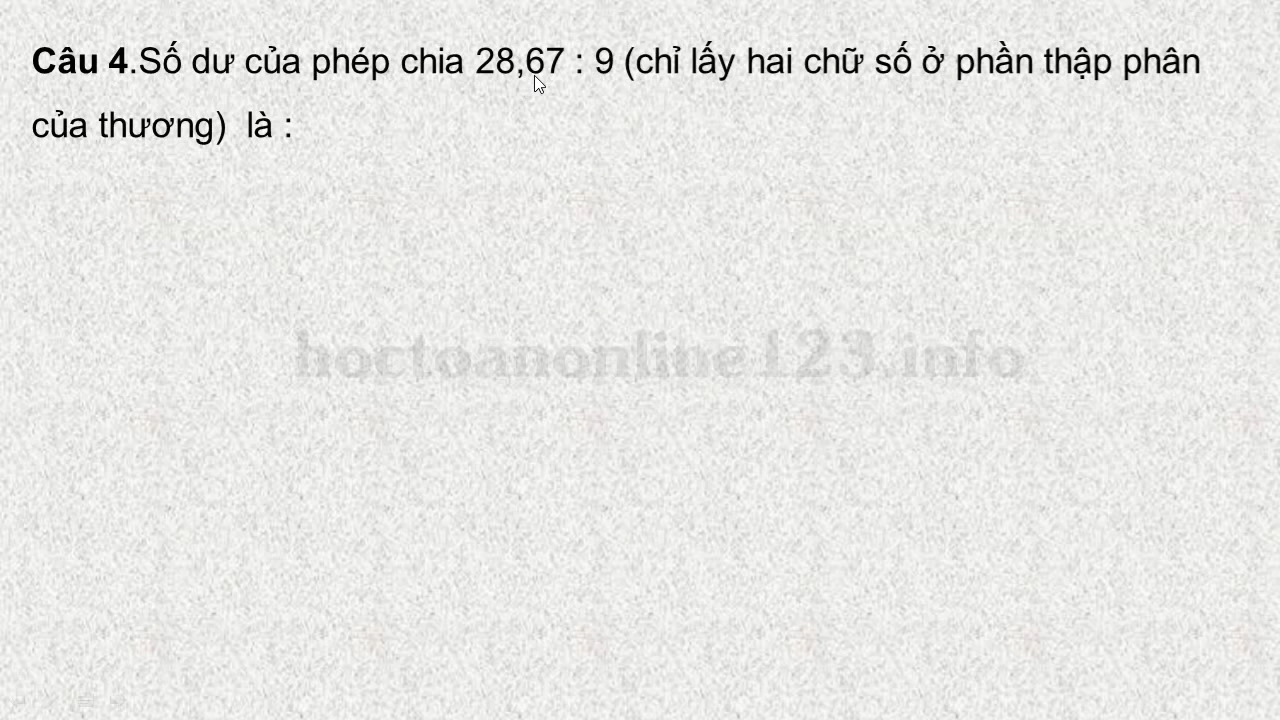 Câu 4.Số dư của phép chia 28,67 : 9 (chỉ lấy hai chữ số ở phần thập phân
của thương)  là :
hoctoanonline123.info